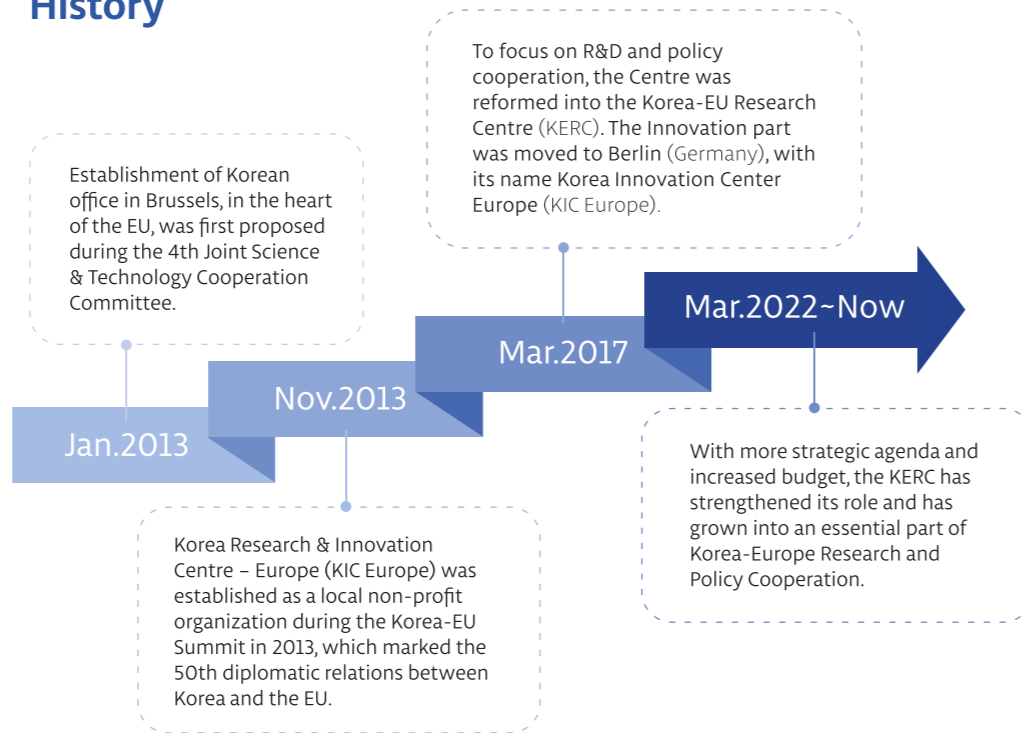 History
To focus on R&D and policy
cooperation, the Centre was
reformed into the Korea-EU Research
Centre (KERC). The Innovation part
was moved to Berlin (Germany), with
its name Korea Innovation Center
Europe (KIC Europe).
Establishment of Korean
office in Brussels, in the heart
of the EU, was first proposed
during the 4th Joint Science
& Technology Cooperation
Committee.
Mar.2022~Now
Mar.2017
Nov.2013
Jan.2013
With more strategic agenda and
increased budget, the KERC has
strengthened its role and has
grown into an essential part of
Korea-Europe Research and
Policy Cooperation.
Korea Research & Innovation
Centre – Europe (KIC Europe) was
established as a local non-profit
organization during the Korea-EU
Summit in 2013, which marked the
50th diplomatic relations between
Korea and the EU.